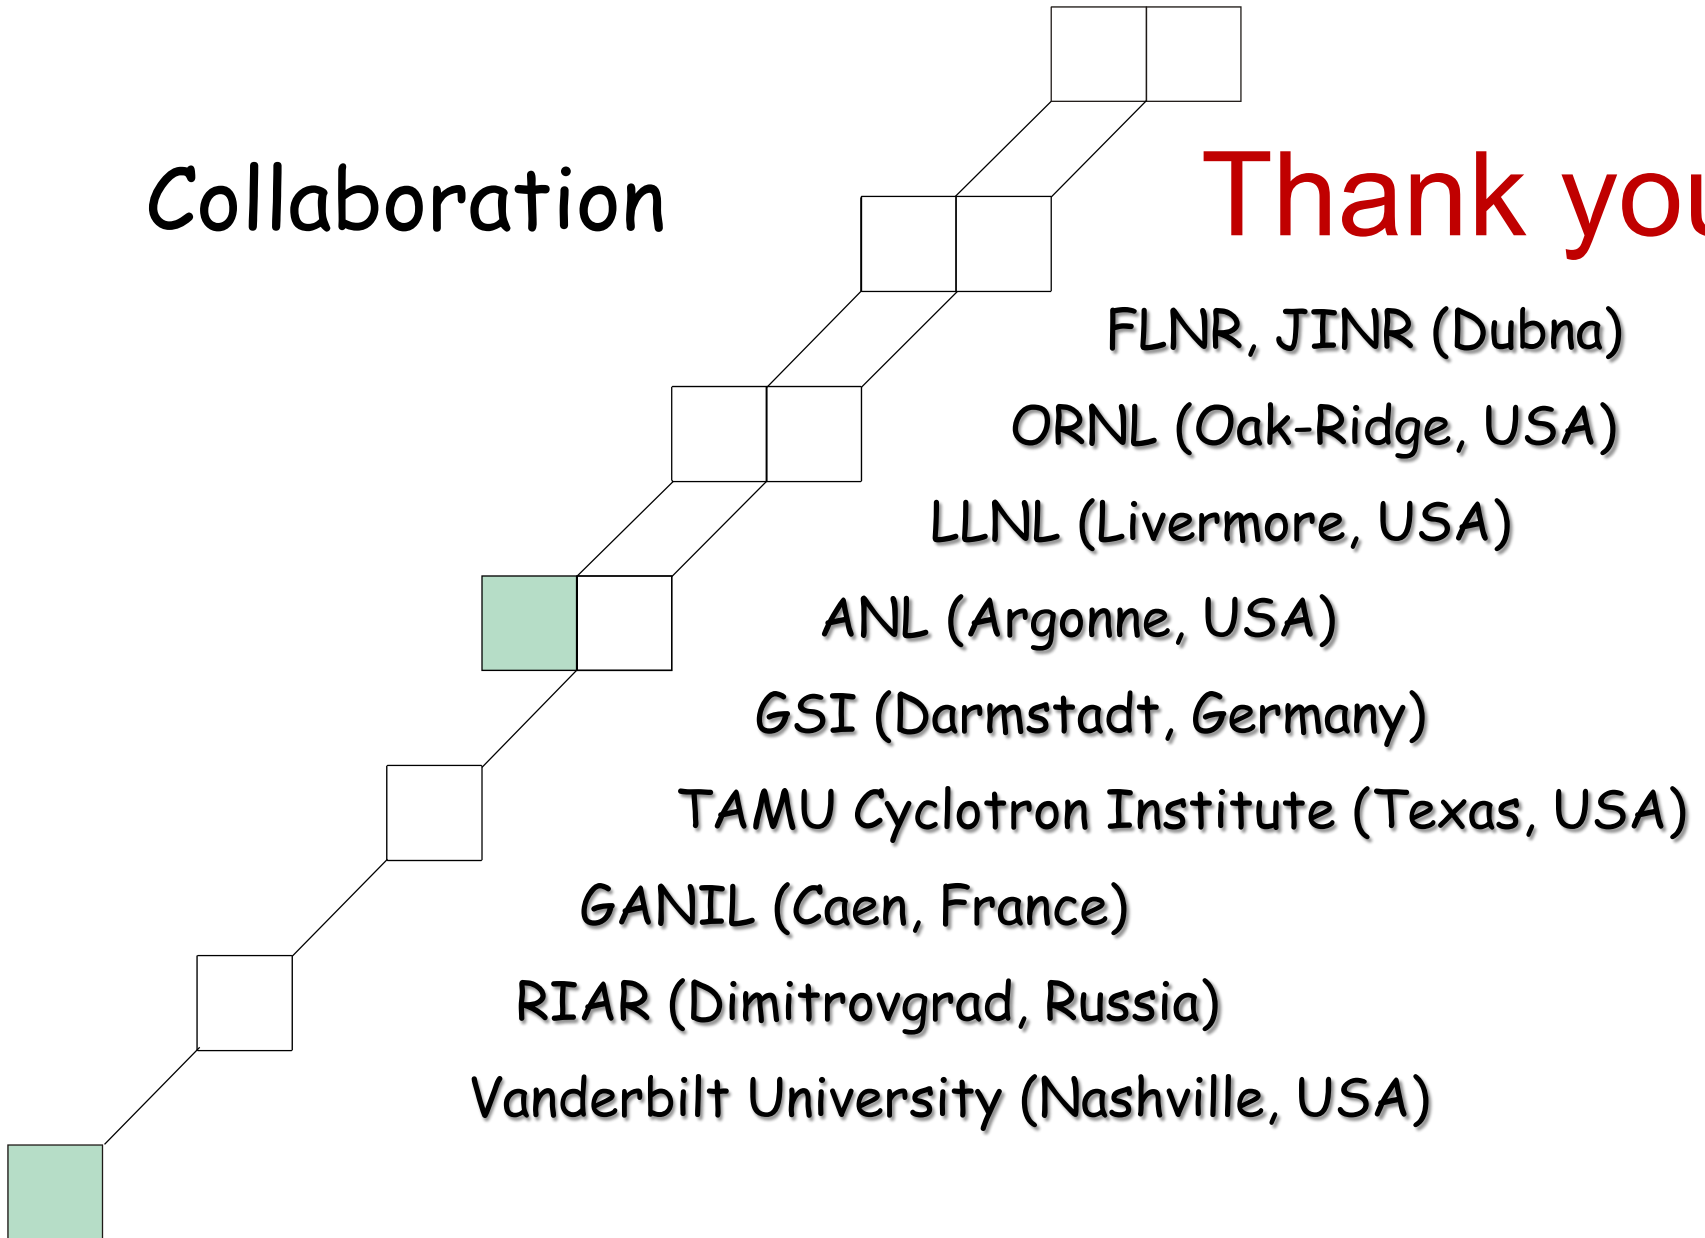 Collaboration
Thank you
FLNR, JINR (Dubna)
ORNL (Oak-Ridge, USA)
LLNL (Livermore, USA)
ANL (Argonne, USA)
GSI (Darmstadt, Germany)
TAMU Cyclotron Institute (Texas, USA)
GANIL (Caen, France)
RIAR (Dimitrovgrad, Russia)
Vanderbilt University (Nashville, USA)